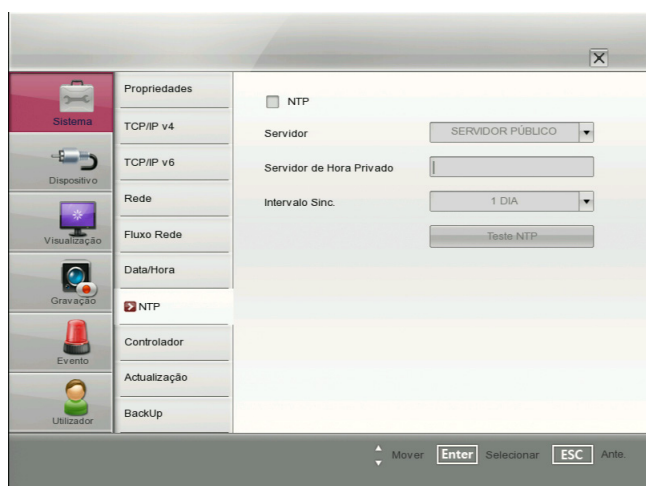 Sistema
Dispositivo
Visualização
Gravação
Evento
Utilizador
Propriedades
TCP/IP v4
TCP/IP v6
Rede
Fluxo Rede
Data/Hora
NTP
Controlador
Actualização
BackUp
NTP
Servidor SERVIDOR PÚBLICO
Servidor de Hora Privado
Intervalo Sinc. 1 DIA
Teste NTP
Mover Enter Selecionar ESC Ante.